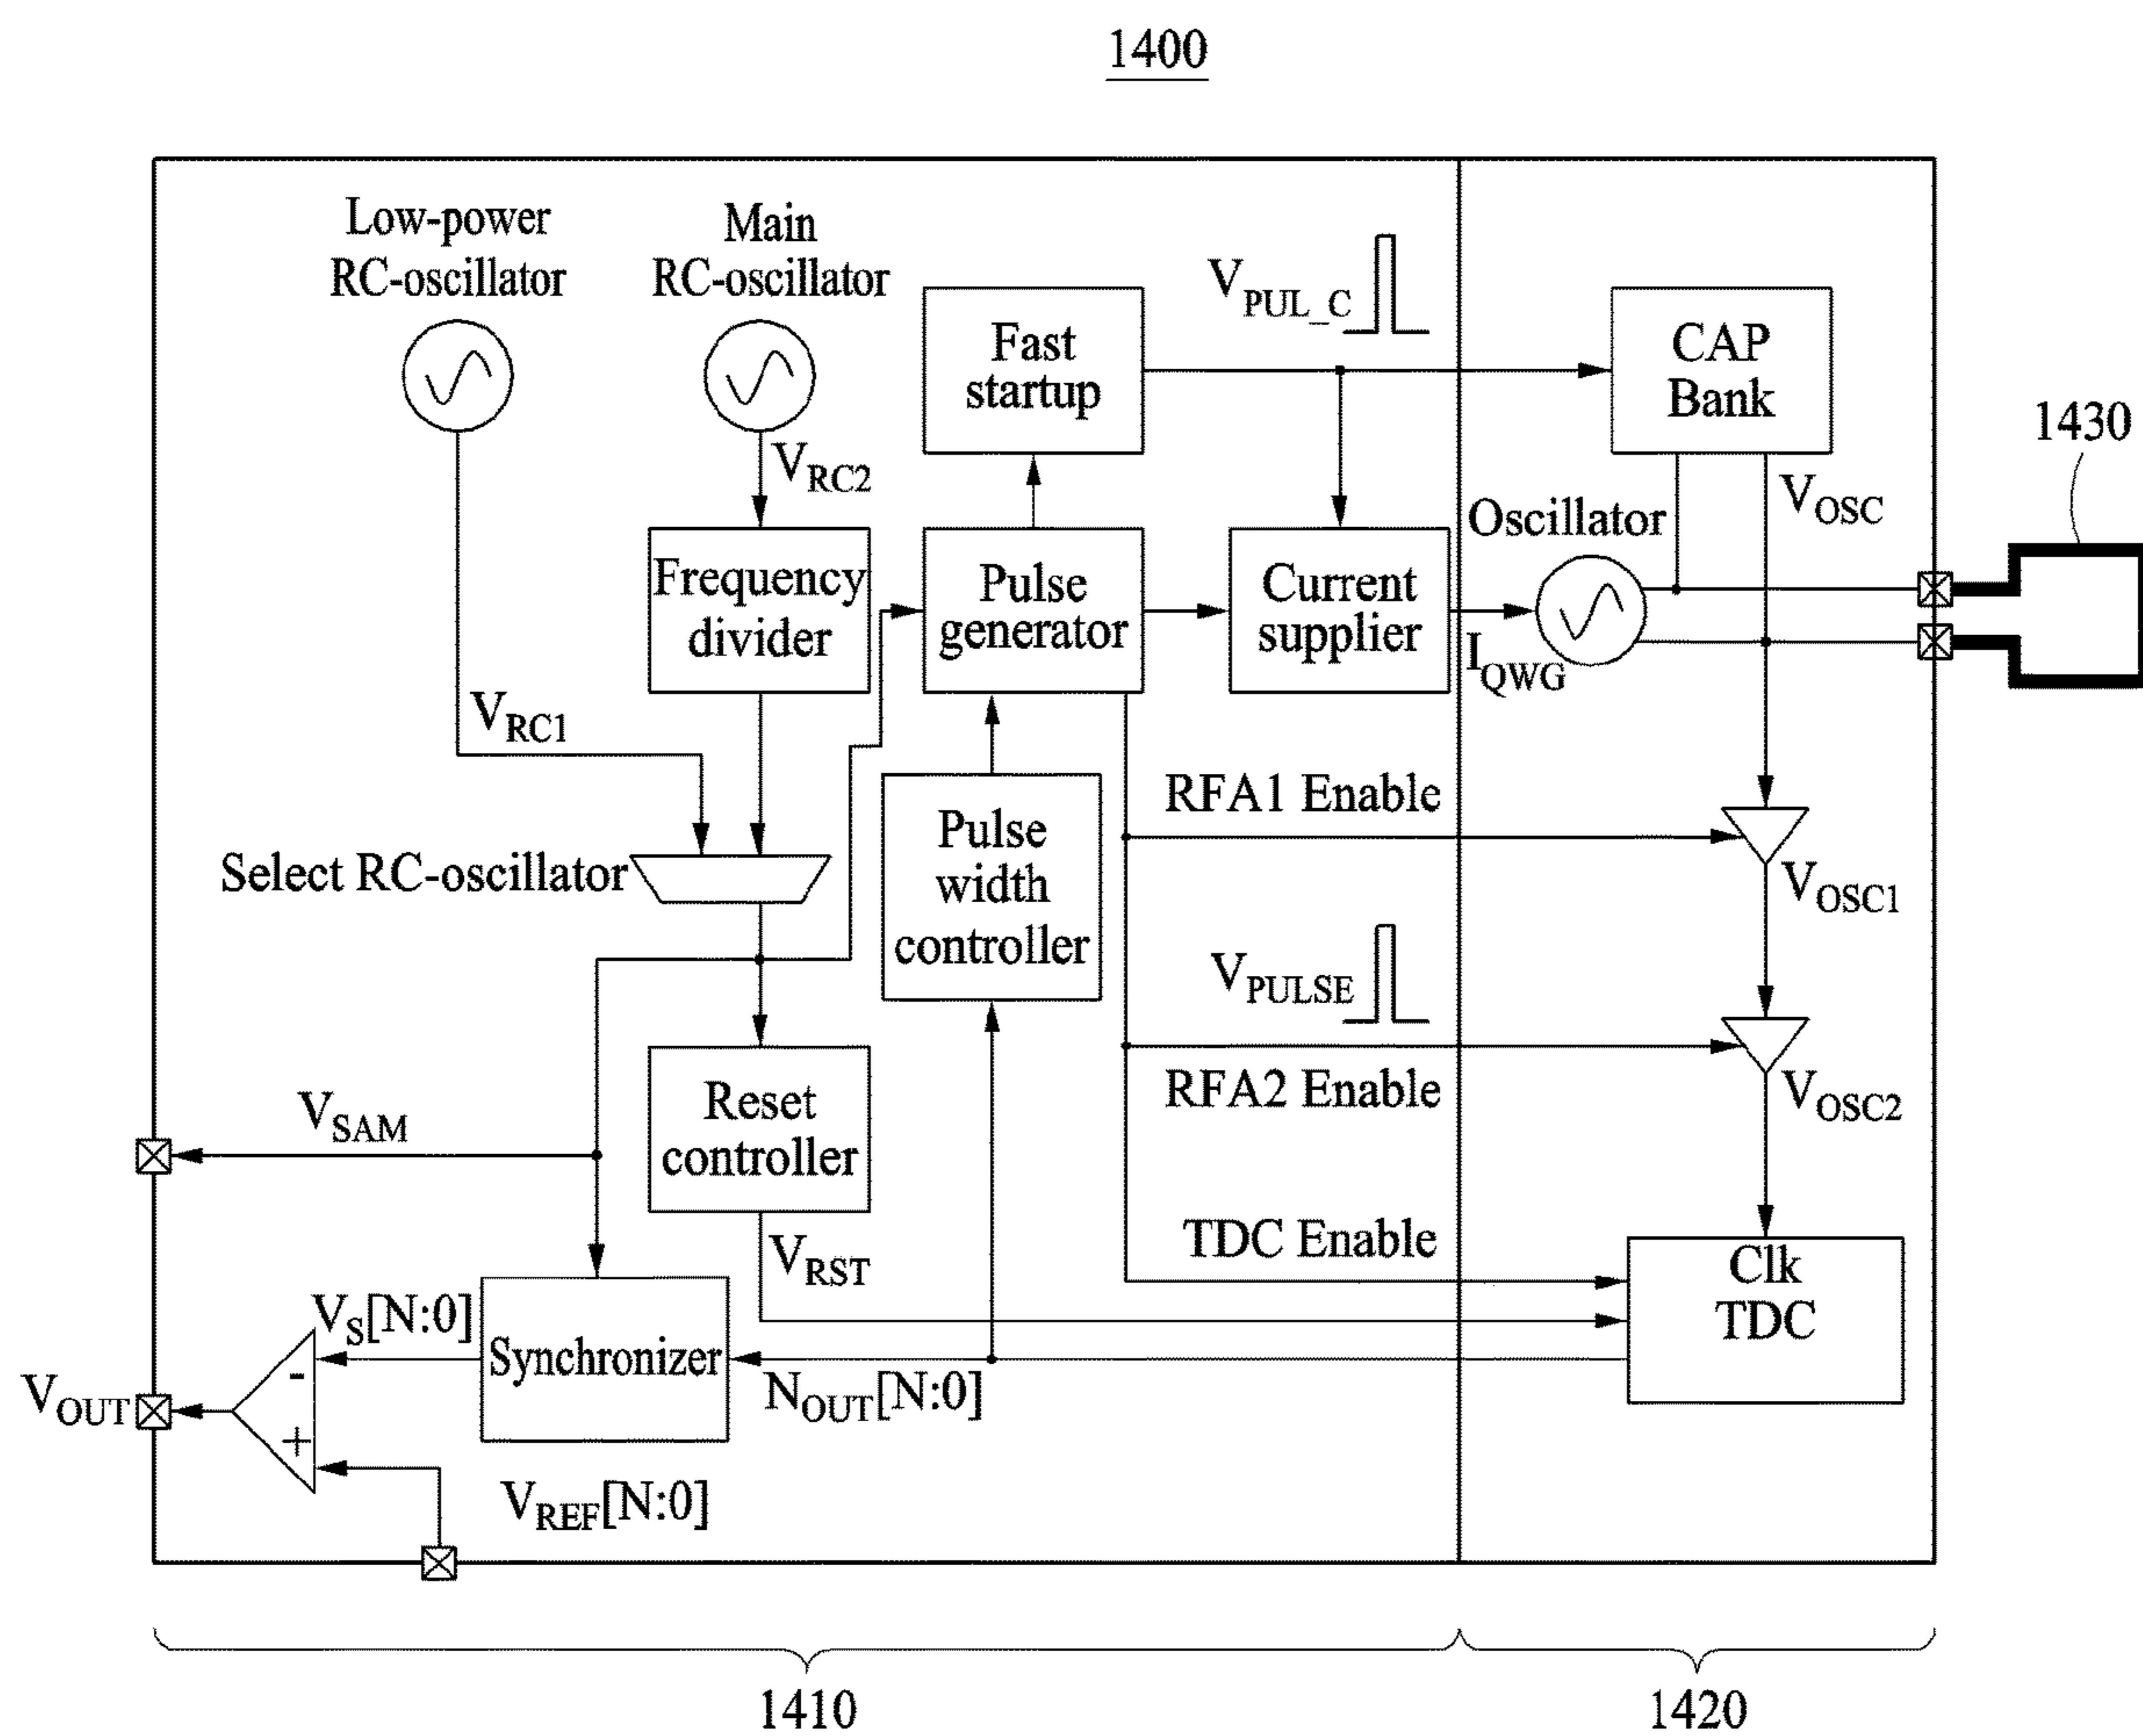 1400
Low-power
RC-oscillator
Main
RC-oscillator
VPUL_C
Fast
startup
CAP
Bank
1430
VRC2
VOSC
Oscillator
Frequency
divider
Pulse
generator
Current
supplier
IQWG
VRC1
RFA1 Enable
Pulse
width
controller
Select RC-oscillator
VOSC1
VPULSE
RFA2 Enable
VOSC2
Reset
controller
VSAM
TDC Enable
VRST
Clk
TDC
VS[N:0]
Synchronizer
NOUT[N:0]
VOUT
-
+
VREF[N:0]
1410
1420